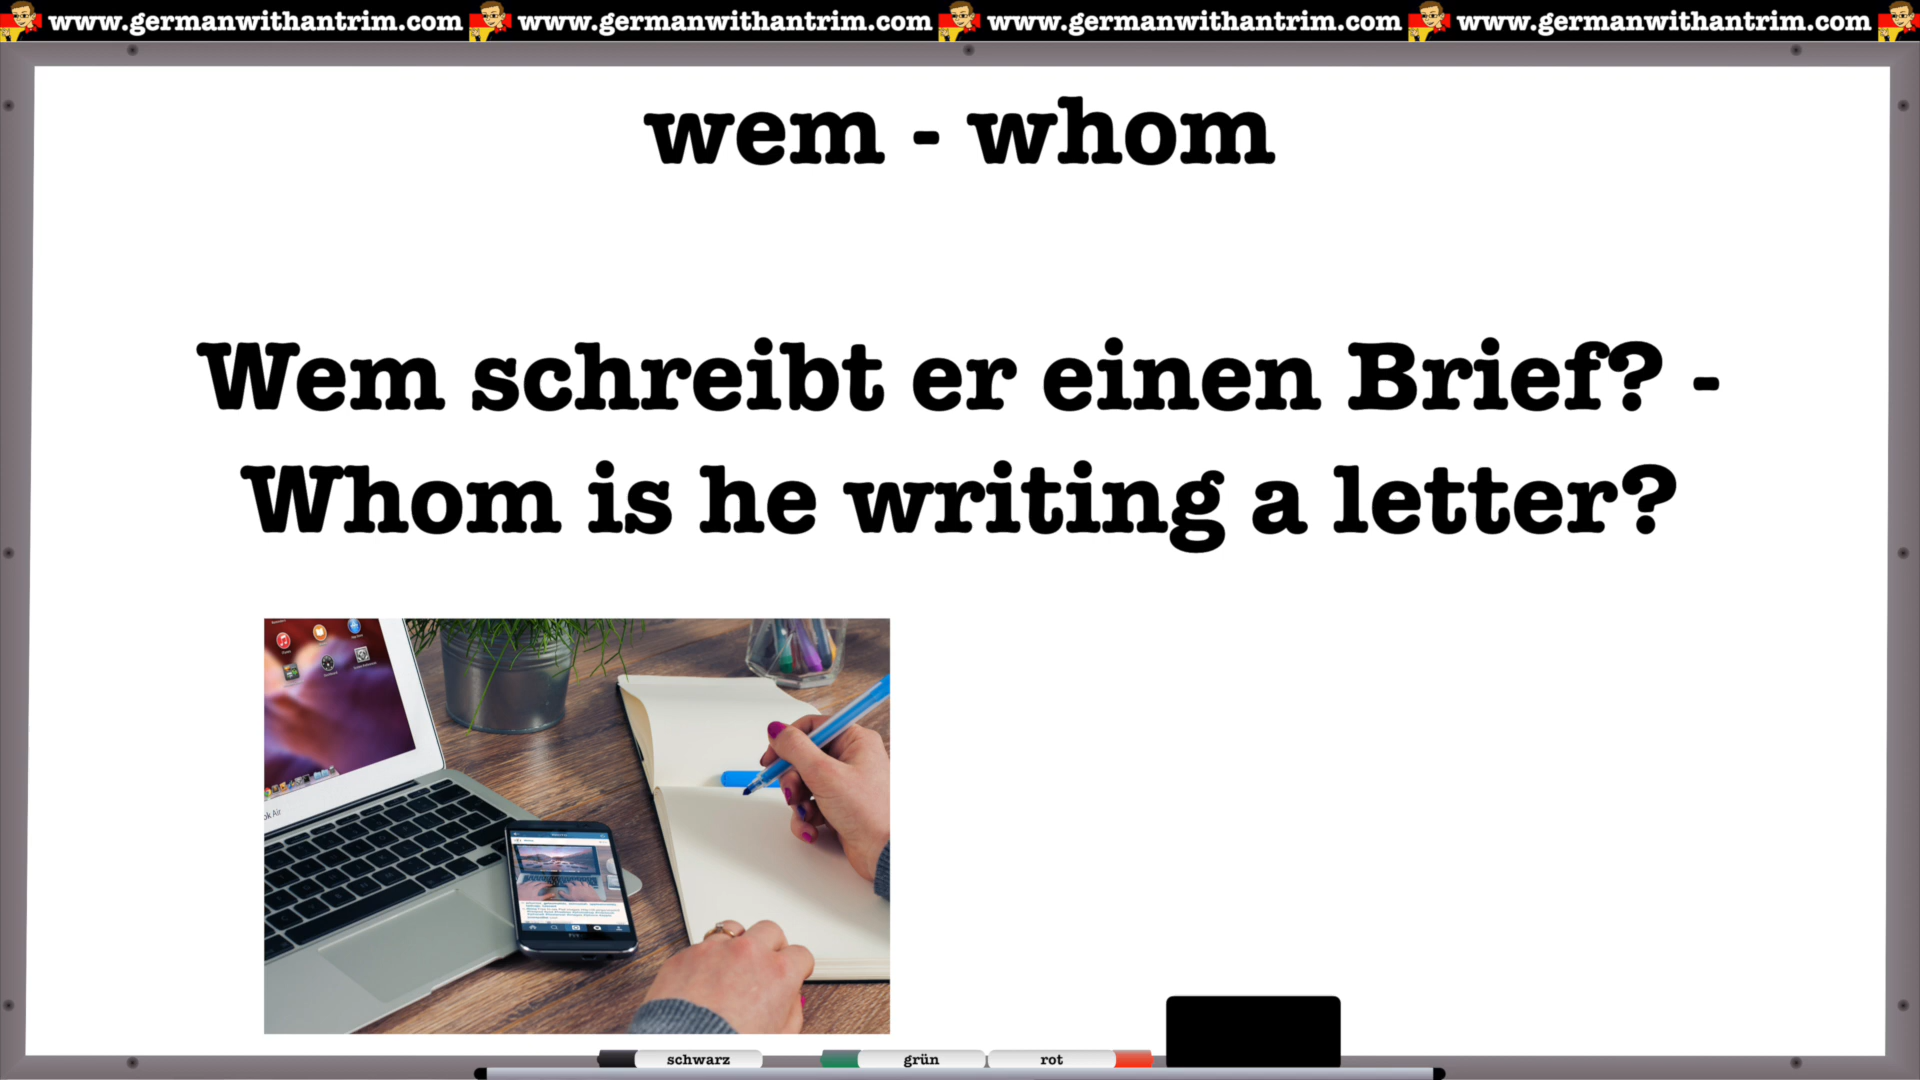 www.germanwithantrim.com www.germanwithantrim.com www.germanwithantrim.com www.germanwithantrim.com
wem - whom
Wem schreibt er einen Brief? -
Whom is he writing a letter?
schwarz grün rot